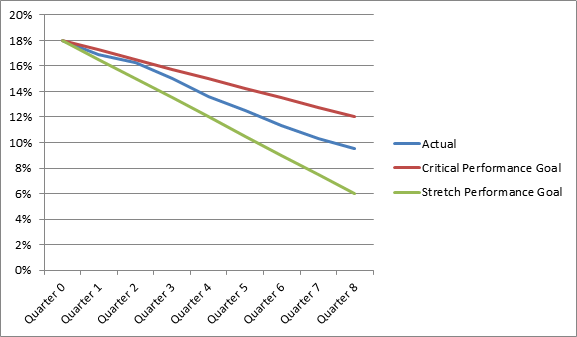 20%
18%
16%
14%
12%
10%
8%
6%
4%
2%
0%
Quarter 0
Quarter 1
Quarter 2
Quarter 3
Quarter 4
Quarter 5
Quarter 6
Quarter 7
Quarter 8
Actual
Critical Performance Goal
Stretch Performance Goal